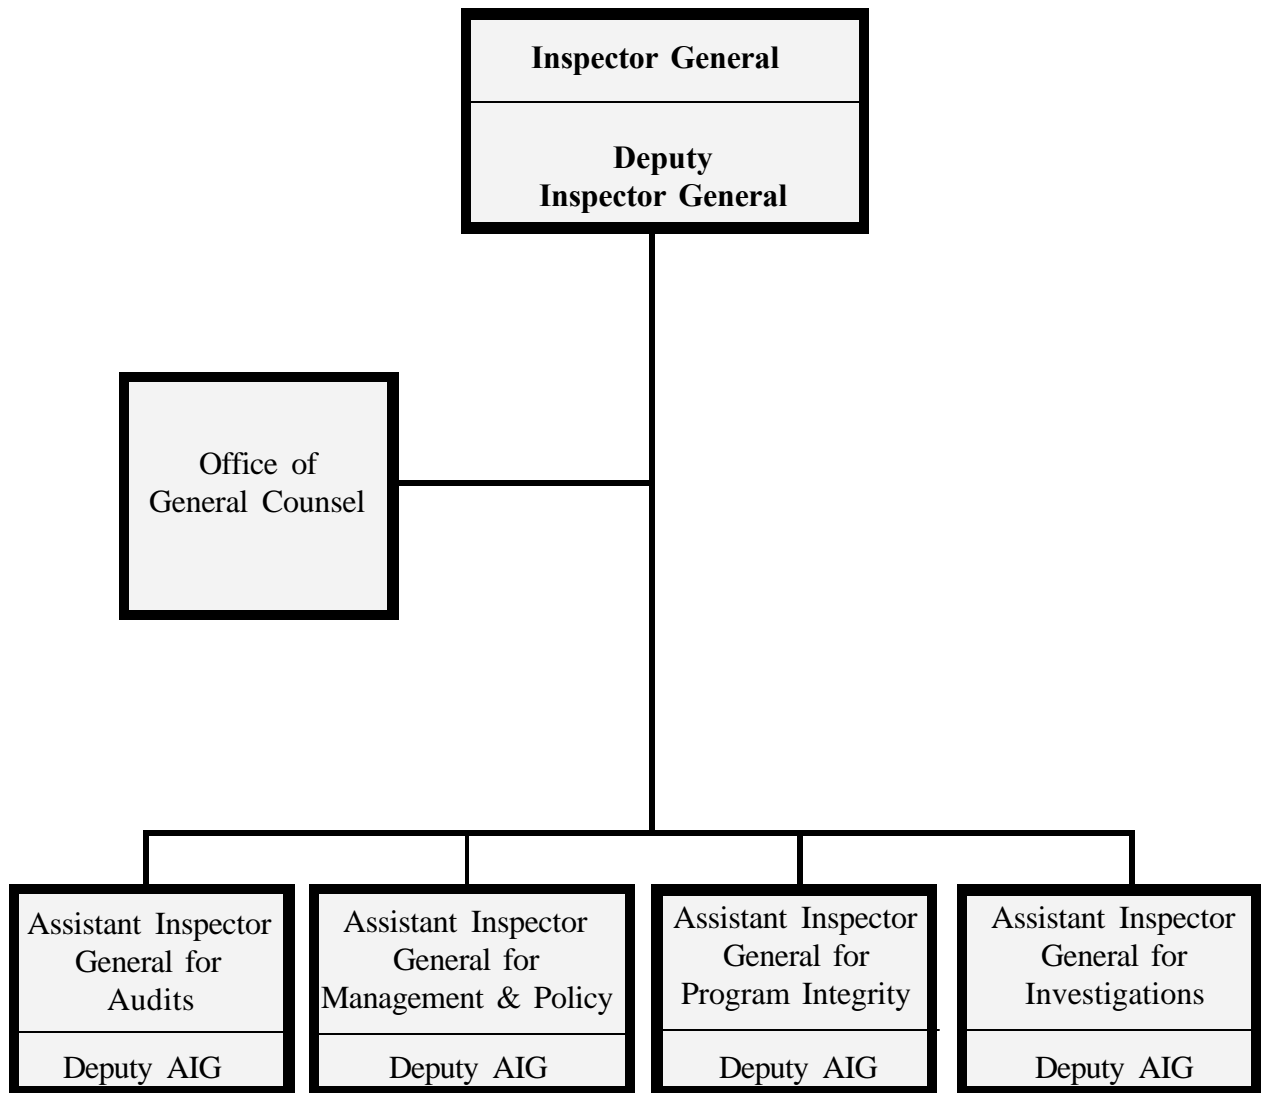 Inspector General
Deputy
Inspector General
Office of
General Counsel
Assistant Inspector
General for
Audits
Deputy AIG
Assistant Inspector
General for
Management & Policy
Deputy AIG
Assistant Inspector
General for
Program Integrity
Deputy AIG
Assistant Inspector
General for
Investigations
Deputy AIG